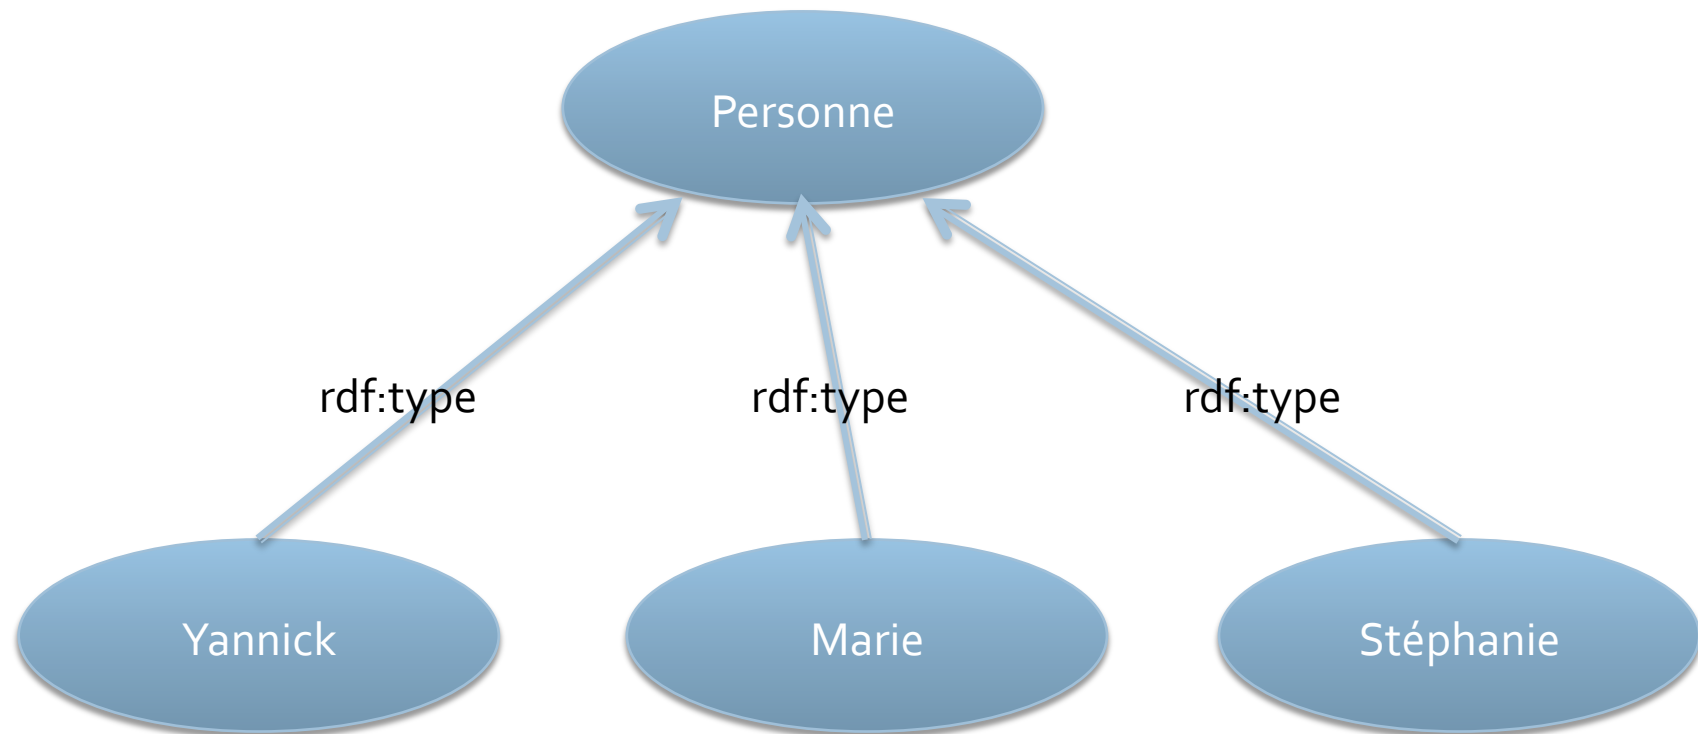 Personne
rdf:type
rdf:type
rdf:type
Yannick
Marie
Stéphanie